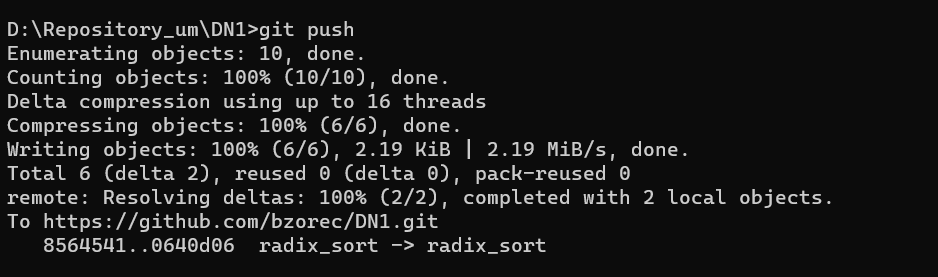 D:\Repository_um\DN1>git push
Enumerating objects: 10, done.
Counting objects: 100% (10/10), done.
Delta compression using up to 16 threads
Compressing objects: 100% (6/6), done.
Writing objects: 100% (6/6), 2.19 KiB | 2.19 MiB/s, done.
Total 6 (delta 2), reused 0 (delta 0), pack-reused 0
remote: Resolving deltas: 100% (2/2), completed with 2 local objects.
To https://github.com/bzorec/DN1.git
   8564541..0640d06  radix_sort -> radix_sort